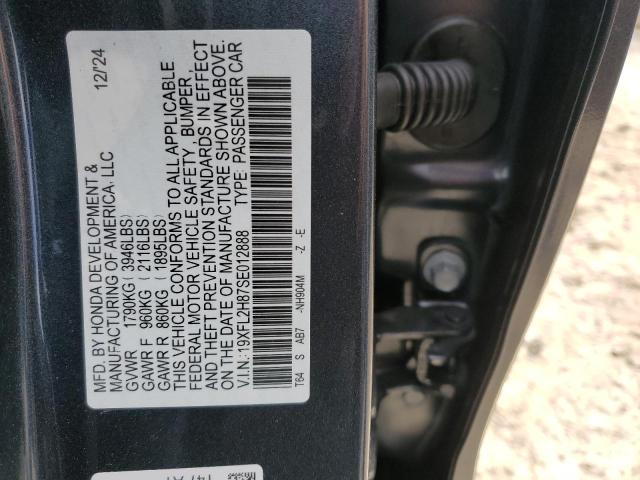 MFD. BY HONDA DEVELOPMENT & 12/'24
MANUFACTURING OF AMERICA, LLC
GVWR 1790KG (3946LBS)
GAWR F 960KG (2116LBS)
GAWR R 860KG (1895LBS)
THIS VEHICLE CONFORMS TO ALL APPLICABLE
FEDERAL MOTOR VEHICLE SAFETY, BUMPER,
AND THEFT PREVENTION STANDARDS IN EFFECT
ON THE DATE OF MANUFACTURE SHOWN ABOVE.
V.I.N.:19XFL2H87SE012888 TYPE: PASSENGER CAR
T64 S AB7 -NH904M -Z -E